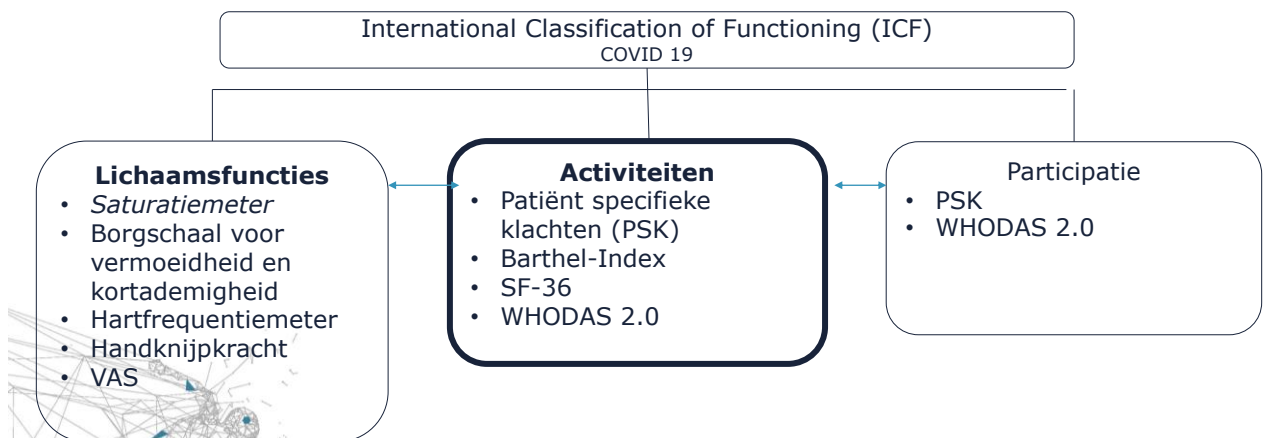 International Classification of Functioning (ICF)
COVID 19
Lichaamsfuncties
• Saturatiemeter
• Borgschaal voor
vermoeidheid en
kortademigheid
• Hartfrequentiemeter
• Handknijpkracht
• VAS
Activiteiten
• Patiënt specifieke
klachten (PSK)
• Barthel-Index
• SF-36
• WHODAS 2.0
Participatie
• PSK
• WHODAS 2.0